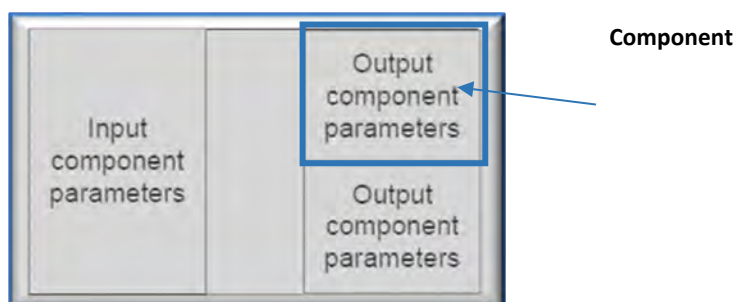 Component
Input
component
parameters
Output
component
parameters
Output
component
parameters